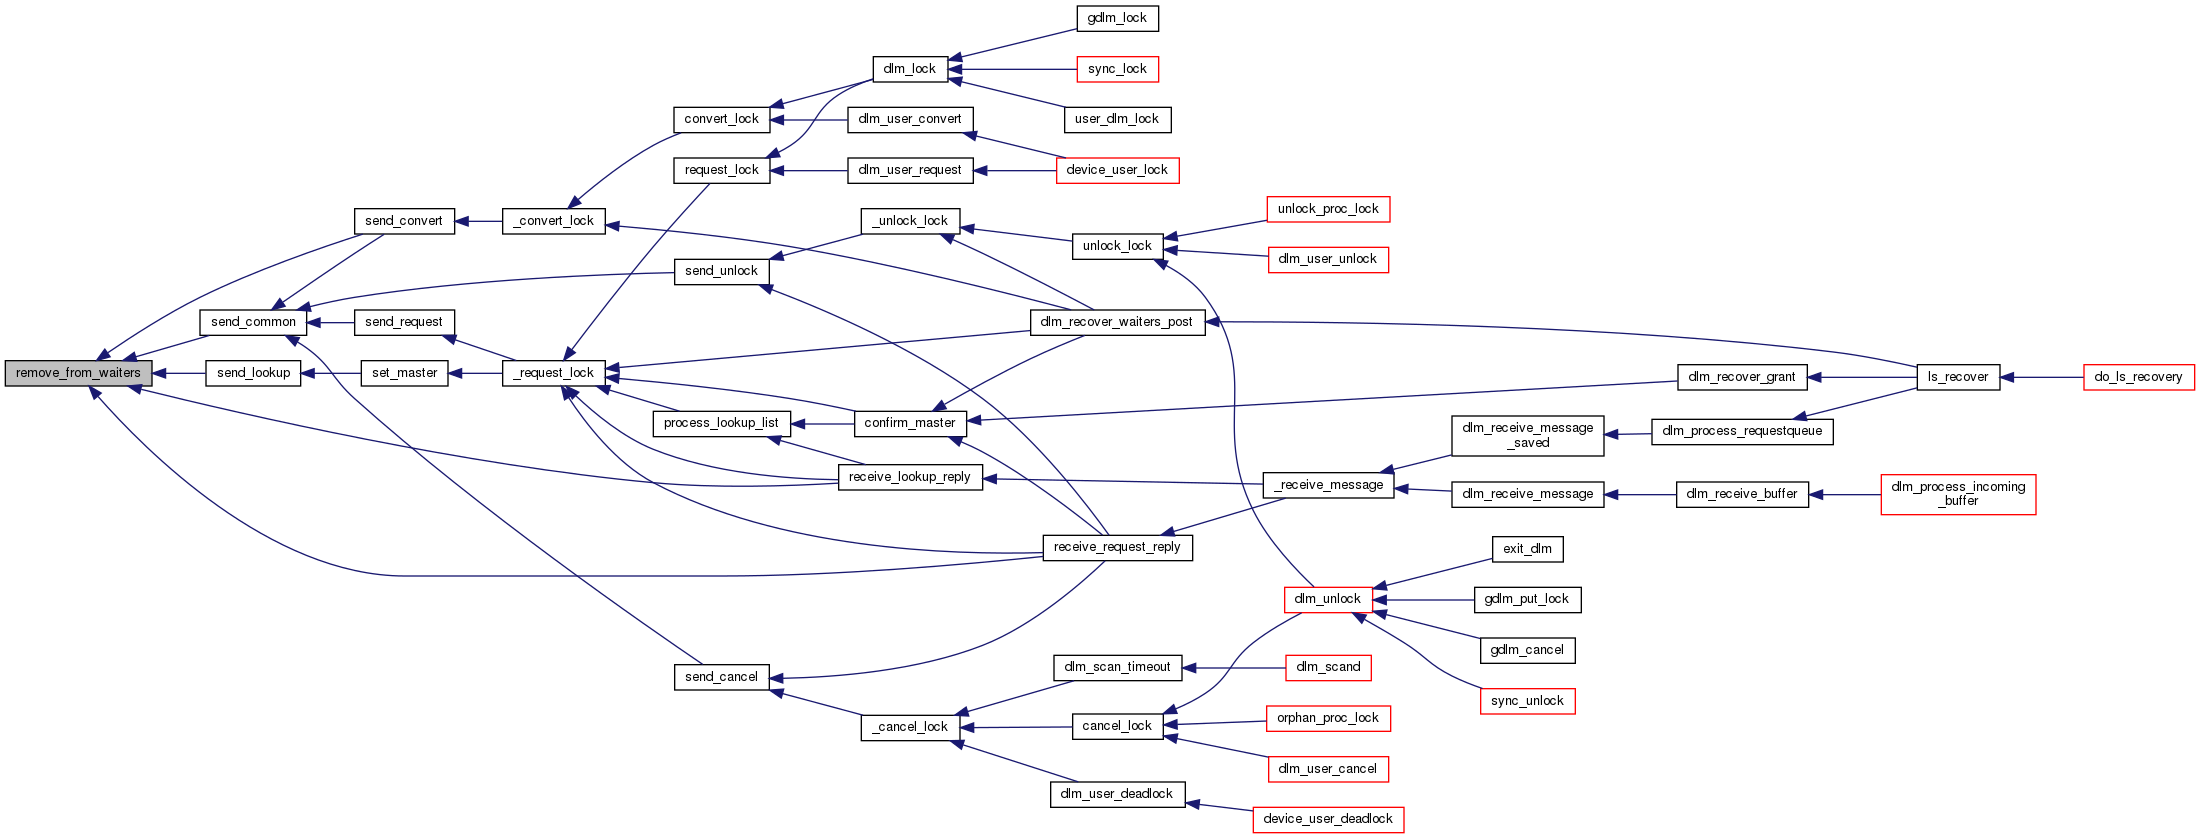 gdlm_lock
dlm_lock
sync_lock
convert_lock
dlm_user_convert
user_dlm_lock
request_lock
dlm_user_request
device_user_lock
send_convert
_convert_lock
_unlock_lock
unlock_lock
unlock_proc_lock
dlm_user_unlock
send_unlock
send_common
send_request
dlm_recover_waiters_post
remove_from_waiters
send_lookup
set_master
_request_lock
dlm_recover_grant
ls_recover
do_ls_recovery
process_lookup_list
confirm_master
dlm_receive_message
_saved
dlm_process_requestqueue
receive_lookup_reply
_receive_message
dlm_receive_message
dlm_receive_buffer
dlm_process_incoming
_buffer
receive_request_reply
exit_dlm
dlm_unlock
gdlm_put_lock
gdlm_cancel
send_cancel
dlm_scan_timeout
dlm_scand
sync_unlock
_cancel_lock
cancel_lock
orphan_proc_lock
dlm_user_cancel
dlm_user_deadlock
device_user_deadlock